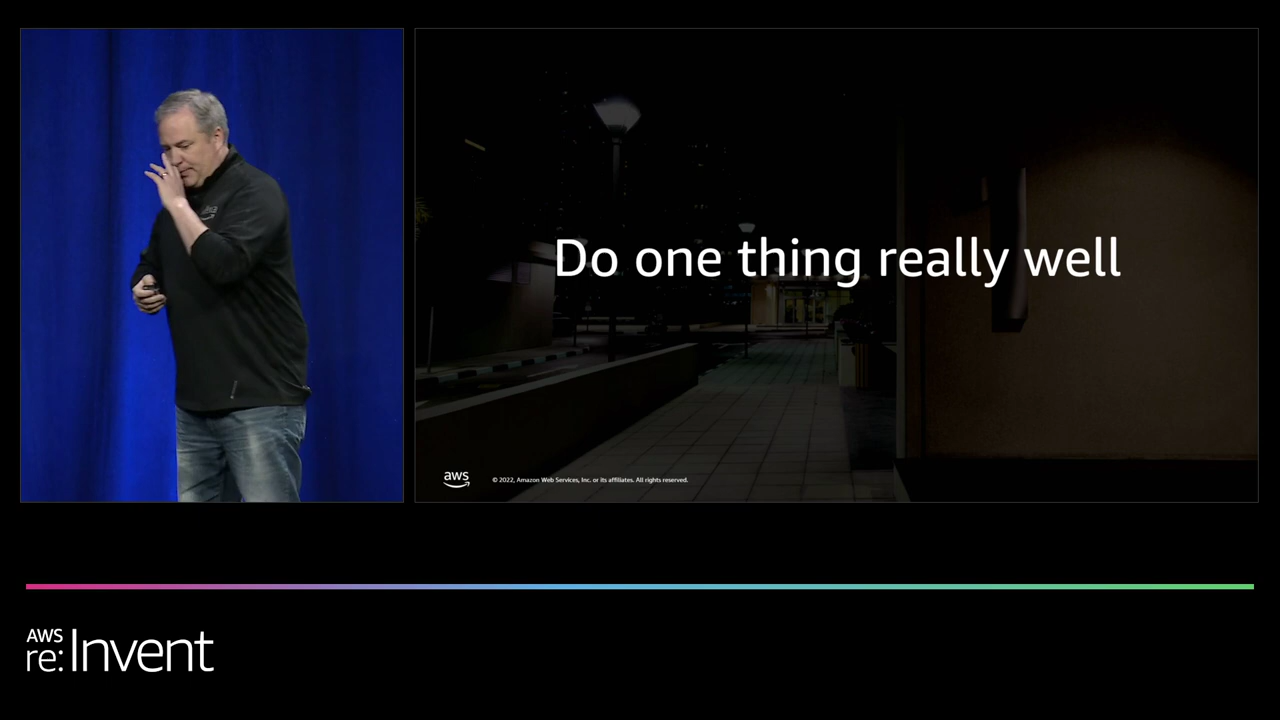 Do one thing really well
aws
© 2022, Amazon Web Services, Inc. or its affiliates. All rights reserved.
AWS
re:Invent